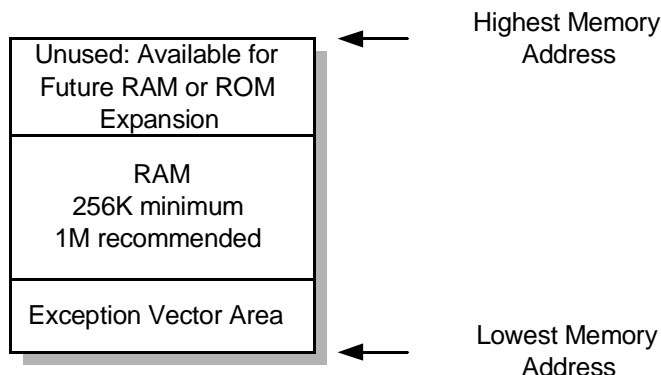 Highest Memory
Address
Unused: Available for
Future RAM or ROM
Expansion
RAM
256K minimum
1M recommended
Exception Vector Area
Lowest Memory
Address